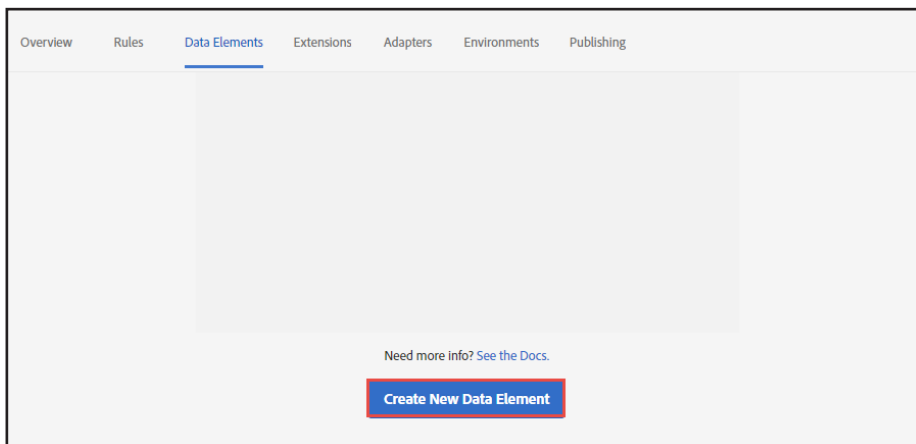 Overview Rules Data Elements Extensions Adapters Environments Publishing
Need more info? See the Docs.
Create New Data Element